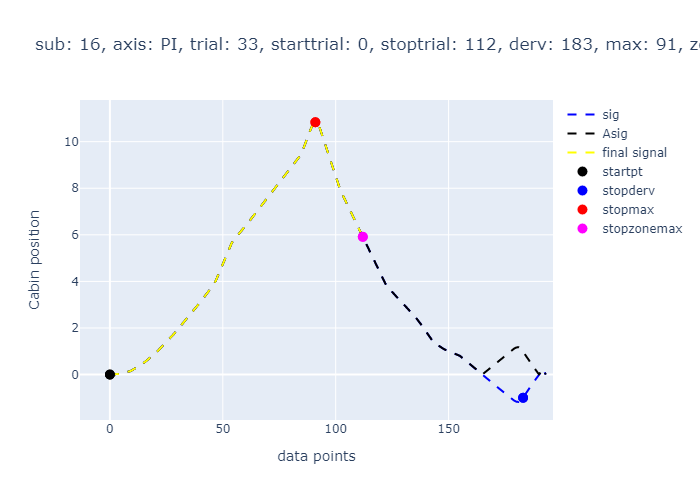 sub: 16, axis: PI, trial: 33, starttrial: 0, stoptrial: 112, derv: 183, max: 91,
sig
Asig
final signal
startpt
stopderv
stopmax
stopzonemax
Cabin position
10
8
6
4
2
0
0
50
100
150
data points